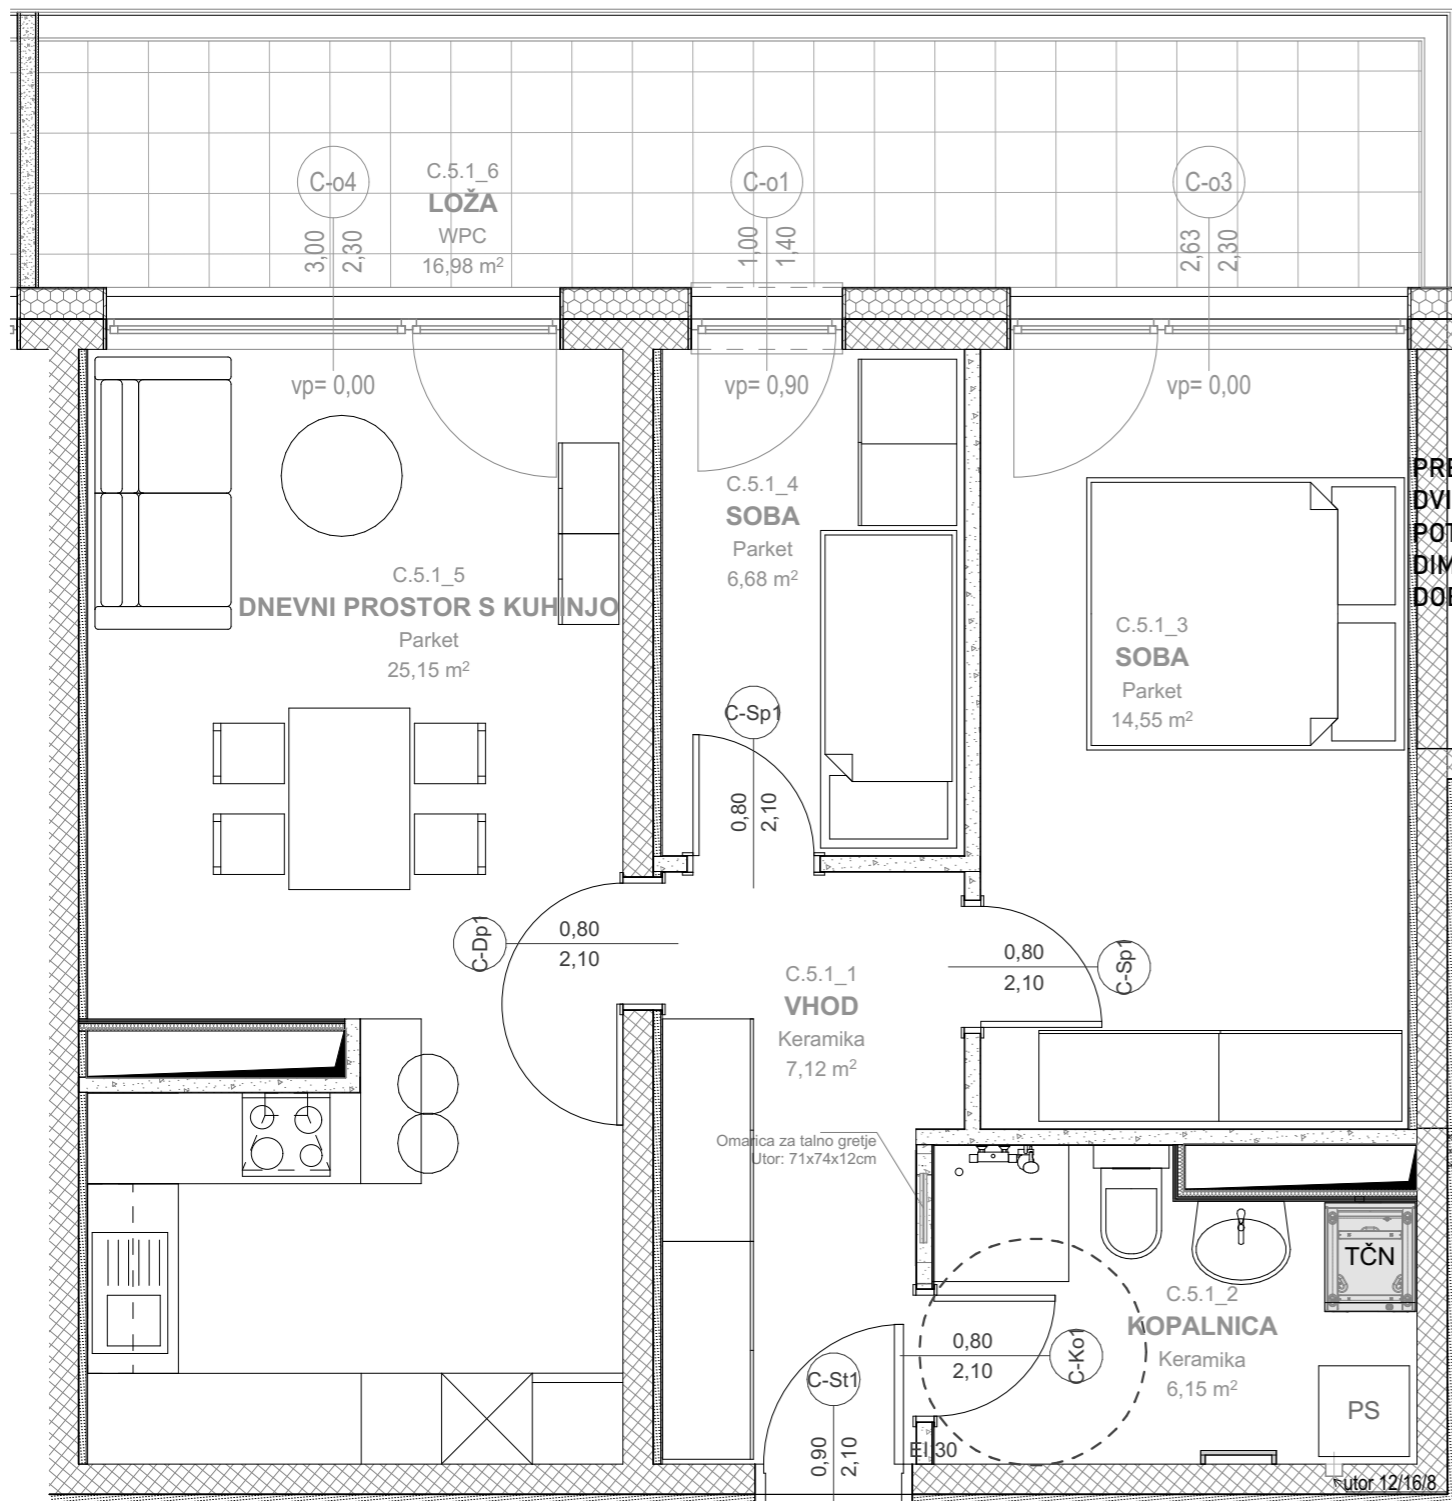 C-o4
3,00
2,30
C.5.1_6
LOŽA
WPC
16,98 m²
C-o1
1,00
1,40
C-o3
2,63
2,30
vp= 0,00
vp= 0,90
vp= 0,00
C.5.1_5
DNEVNI PROSTOR S KUHINJO
Parket
25,15 m²
C.5.1_4
SOBA
Parket
6,68 m²
C.5.1_3
SOBA
Parket
14,55 m²
C-Sp1
0,80
2,10
C-Dp1
0,80
2,10
C.5.1_1
VHOD
Keramika
7,12 m²
0,80
2,10
C-Sp1
Omarica za talno gretje
Utor: 71x74x12cm
TČN
C.5.1_2
KOPALNICA
Keramika
6,15 m²
0,80
2,10
C-Ko1
C-St1
0,90
2,10
EI 30
PS
utor 12/16/8